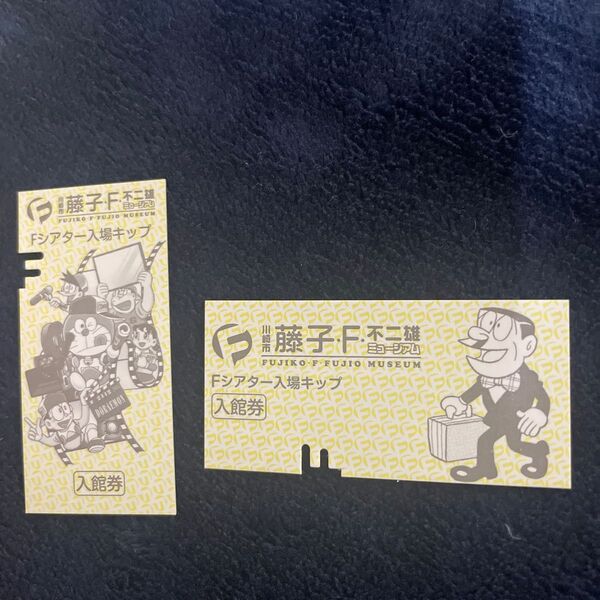 川崎市
藤子・F・不二雄
ミュージアム
FUJIKO・F・FUJIO MUSEUM
Fシアター入場キップ
DORAEMON
入館券
川崎市
藤子・F・不二雄
ミュージアム
FUJIKO・F・FUJIO MUSEUM
Fシアター入場キップ
入館券